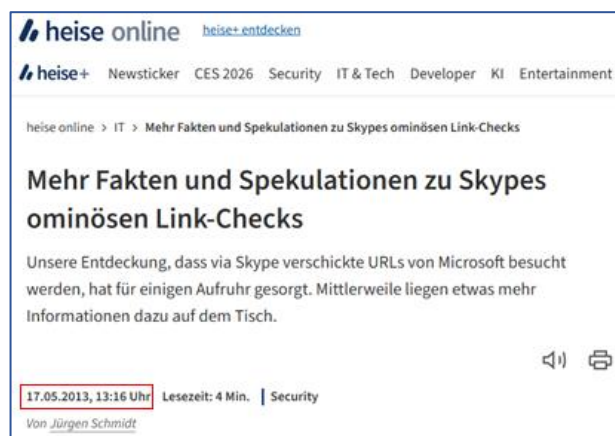 heise online heise+ entdecken
heise+ Newsticker CES 2026 Security IT & Tech Developer KI Entertainment
heise online > IT > Mehr Fakten und Spekulationen zu Skypes ominösen Link-Checks
Mehr Fakten und Spekulationen zu Skypes
ominösen Link-Checks
Unsere Entdeckung, dass via Skype verschickte URLs von Microsoft besucht
werden, hat für einigen Aufruhr gesorgt. Mittlerweile liegen etwas mehr
Informationen dazu auf dem Tisch.
17.05.2013, 13:16 Uhr Lesezeit: 4 Min. Security
Von Jürgen Schmidt